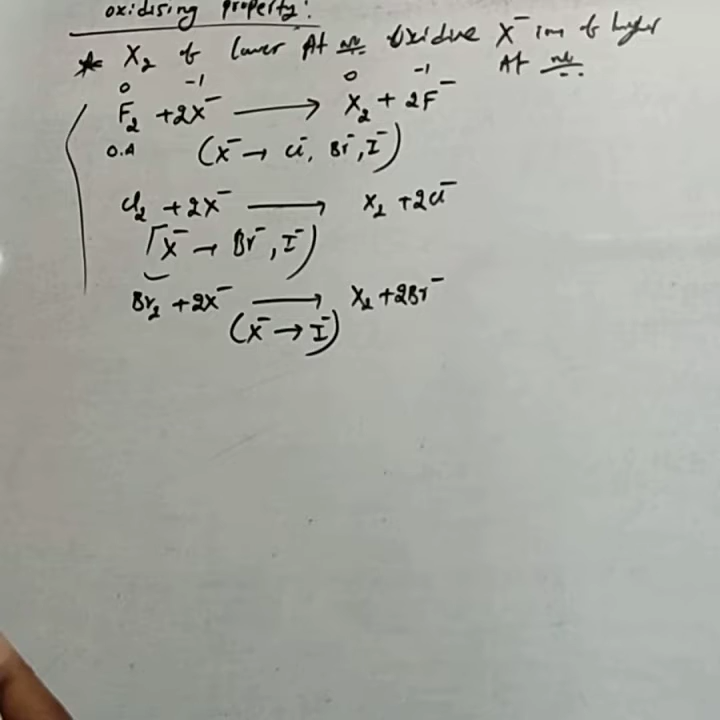 oxidising property:
* X₂ of lower At no oxidise X⁻ ion of higher
At no
0 -1 0 -1
F₂ + 2X⁻ ⟶ X₂ + 2F⁻
O.A (X⁻ → Cl⁻, Br⁻, I⁻)
Cl₂ + 2X⁻ ⟶ X₂ + 2Cl⁻
(X⁻ → Br⁻, I⁻)
Br₂ + 2X⁻ ⟶ X₂ + 2Br⁻
(X⁻ → I⁻)